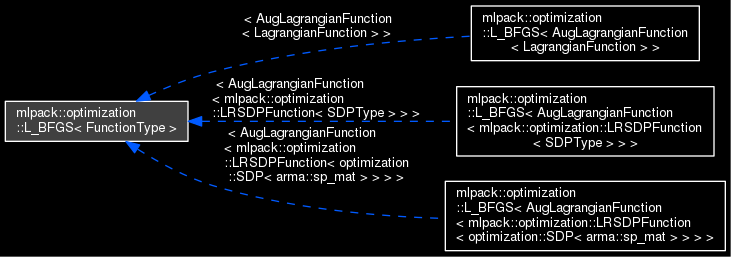 mlpack::optimization
::L_BFGS< FunctionType >
< AugLagrangianFunction
< LagrangianFunction > >
< AugLagrangianFunction
< mlpack::optimization
::LRSDPFunction< SDPType > > >
< AugLagrangianFunction
< mlpack::optimization
::LRSDPFunction< optimization
::SDP< arma::sp_mat > > > >
mlpack::optimization
::L_BFGS< AugLagrangianFunction
< LagrangianFunction > >
mlpack::optimization
::L_BFGS< AugLagrangianFunction
< mlpack::optimization::LRSDPFunction
< SDPType > > >
mlpack::optimization
::L_BFGS< AugLagrangianFunction
< mlpack::optimization::LRSDPFunction
< optimization::SDP< arma::sp_mat > > > >